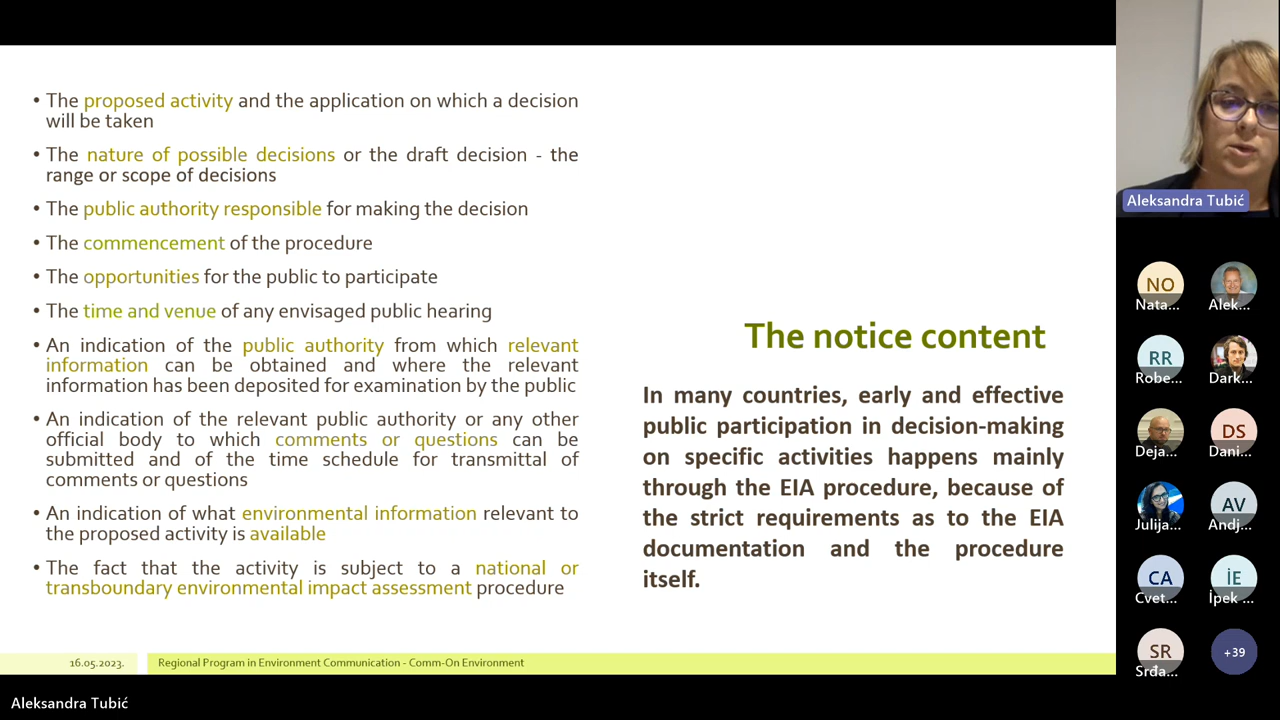 • The proposed activity and the application on which a decision
will be taken
• The nature of possible decisions or the draft decision - the
range or scope of decisions
• The public authority responsible for making the decision
• The commencement of the procedure
• The opportunities for the public to participate
• The time and venue of any envisaged public hearing
• An indication of the public authority from which relevant
information can be obtained and where the relevant
information has been deposited for examination by the public
• An indication of the relevant public authority or any other
official body to which comments or questions can be
submitted and of the time schedule for transmittal of
comments or questions
• An indication of what environmental information relevant to
the proposed activity is available
• The fact that the activity is subject to a national or
transboundary environmental impact assessment procedure
The notice content
In many countries, early and effective
public participation in decision-making
on specific activities happens mainly
through the EIA procedure, because of
the strict requirements as to the EIA
documentation and the procedure
itself.
16.05.2023.
Regional Program in Environment Communication - Comm-On Environment
Aleksandra Tubić
Aleksandra Tubić
NO
Nata...
Alek...
RR
Robe...
Dark...
Deja...
DS
Dani...
Julija...
AV
Andj...
CA
Cvet...
İE
İpek ...
SR
Srđa...
+39